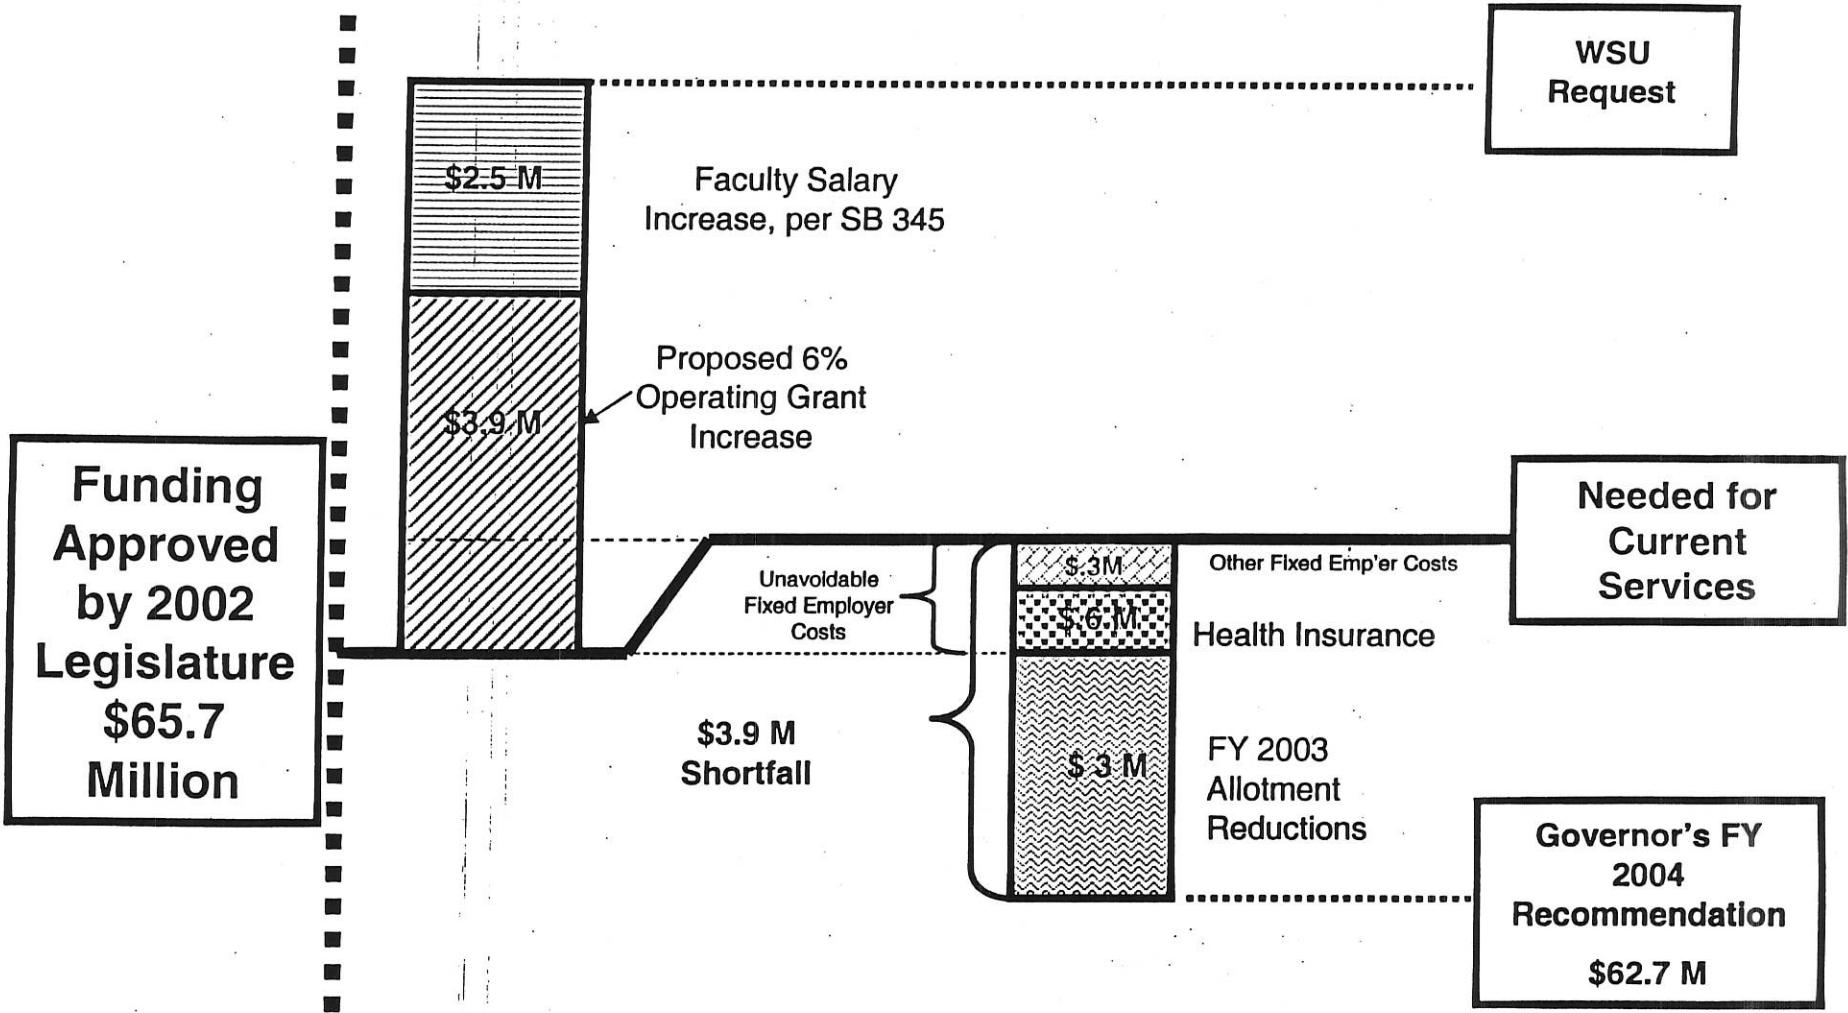 WSU
Request
$2.5 M
Faculty Salary
Increase, per SB 345
Proposed 6%
Operating Grant
Increase
$3.9 M
Funding
Approved
by 2002
Legislature
$65.7
Million
Needed for
Current
Services
Unavoidable
Fixed Employer
Costs
$.3M
Other Fixed Emp'er Costs
$.6 M
Health Insurance
$3.9 M
Shortfall
$ 3 M
FY 2003
Allotment
Reductions
Governor's FY
2004
Recommendation
$62.7 M